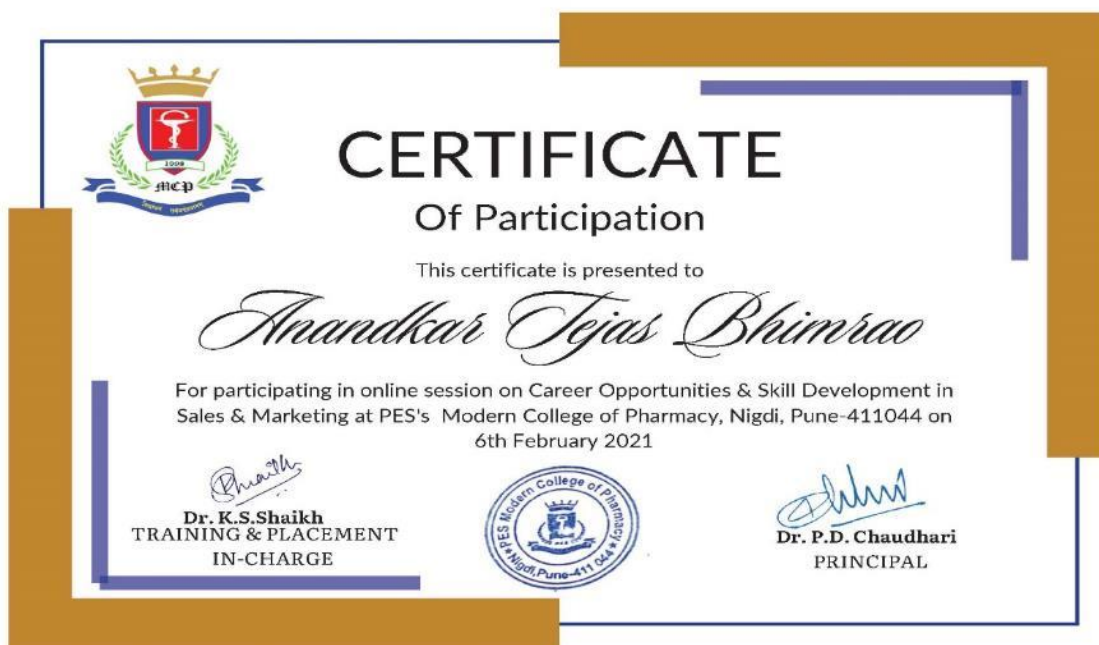 1998
MCP
CERTIFICATE
Of Participation
This certificate is presented to
Anandkar Tejas Bhimrao
For participating in online session on Career Opportunities & Skill Development in
Sales & Marketing at PES's Modern College of Pharmacy, Nigdi, Pune-411044 on
6th February 2021
Dr. K.S.Shaikh
TRAINING & PLACEMENT
IN-CHARGE
PES Modern College of Pharmacy
Nigdi, Pune-411 044
Dr. P.D. Chaudhari
PRINCIPAL